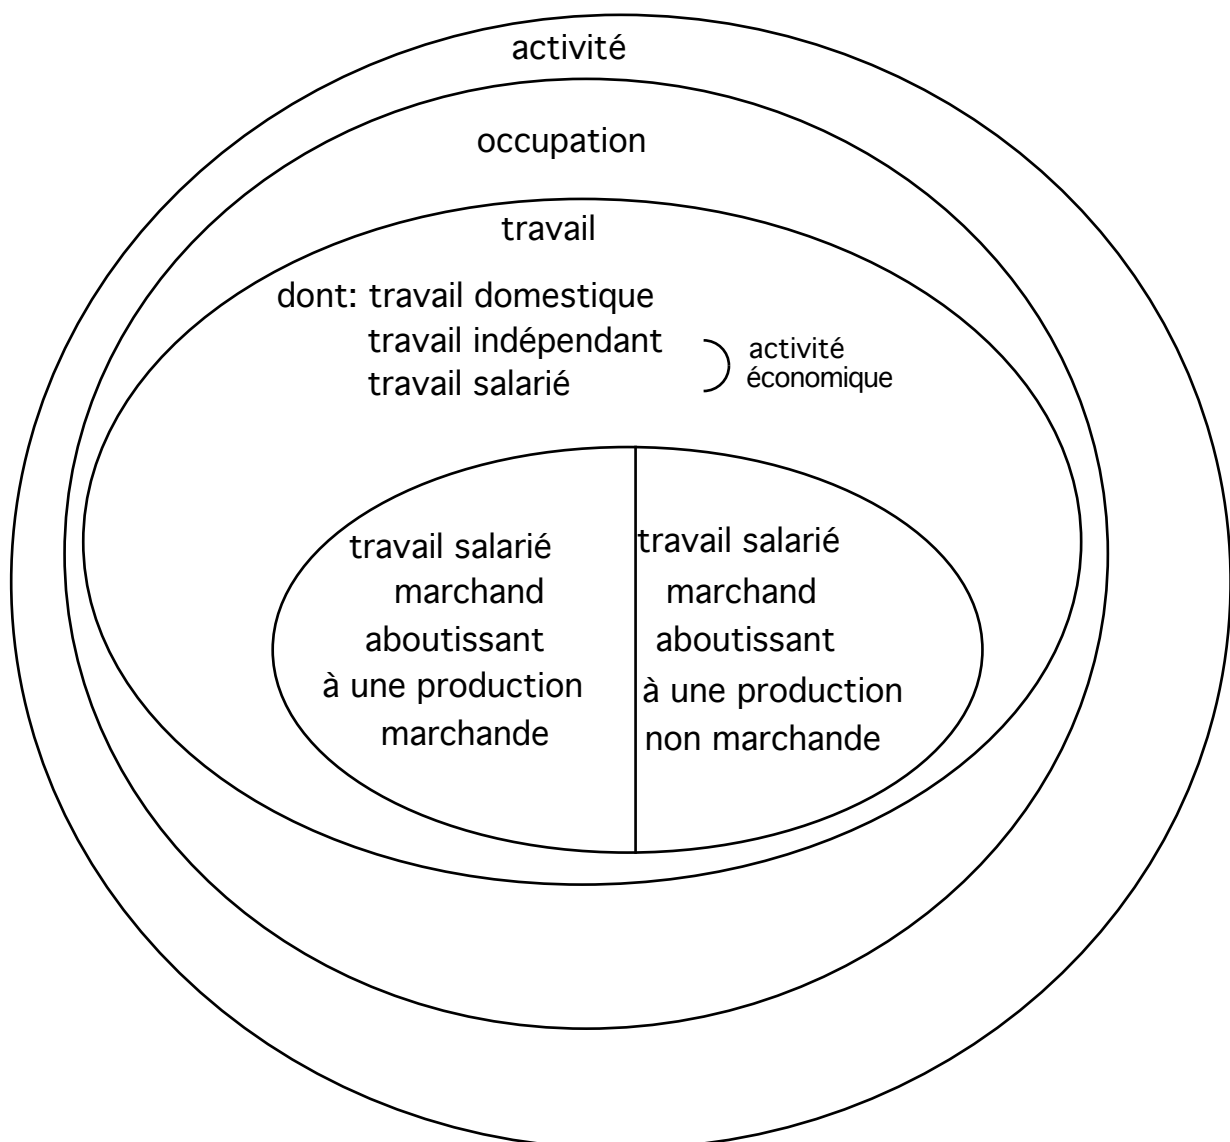 activité
occupation
travail
dont: travail domestique
travail indépendant
travail salarié
activité
économique
travail salarié
marchand
aboutissant
à une production
marchande
travail salarié
marchand
aboutissant
à une production
non marchande